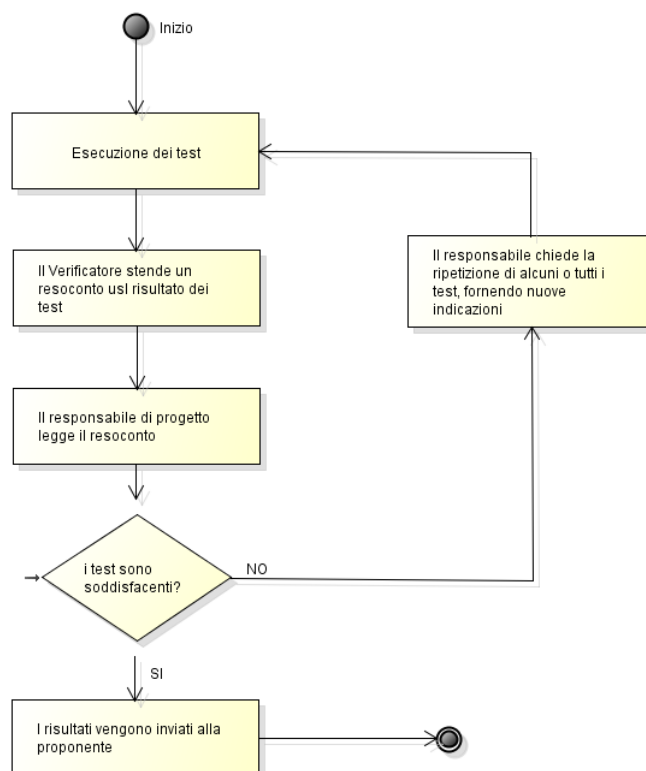 Inizio
Esecuzione dei test
Il Verificatore stende un
resoconto usl risultato dei
test
Il responsabile chiede la
ripetizione di alcuni o tutti i
test, fornendo nuove
indicazioni
Il responsabile di progetto
legge il resoconto
i test sono
soddisfacenti?
NO
SI
I risultati vengono inviati alla
proponente